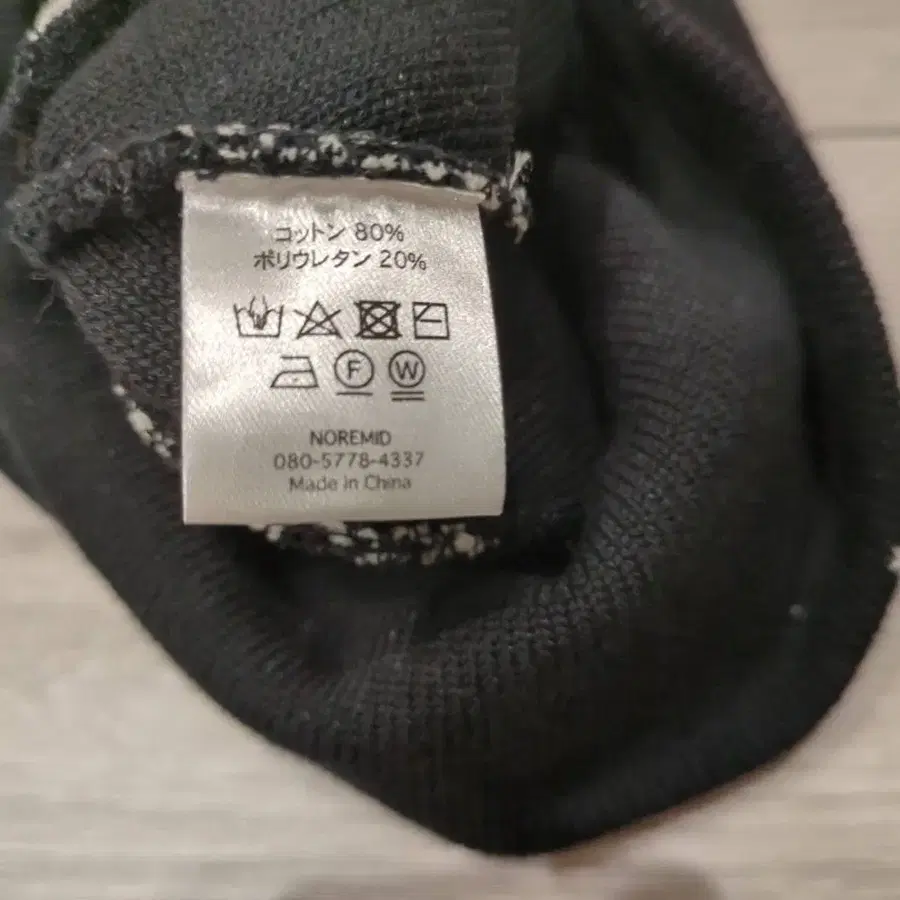 コットン 80%
ポリウレタン 20%
F W
NOREMID
080-5778-4337
Made in China